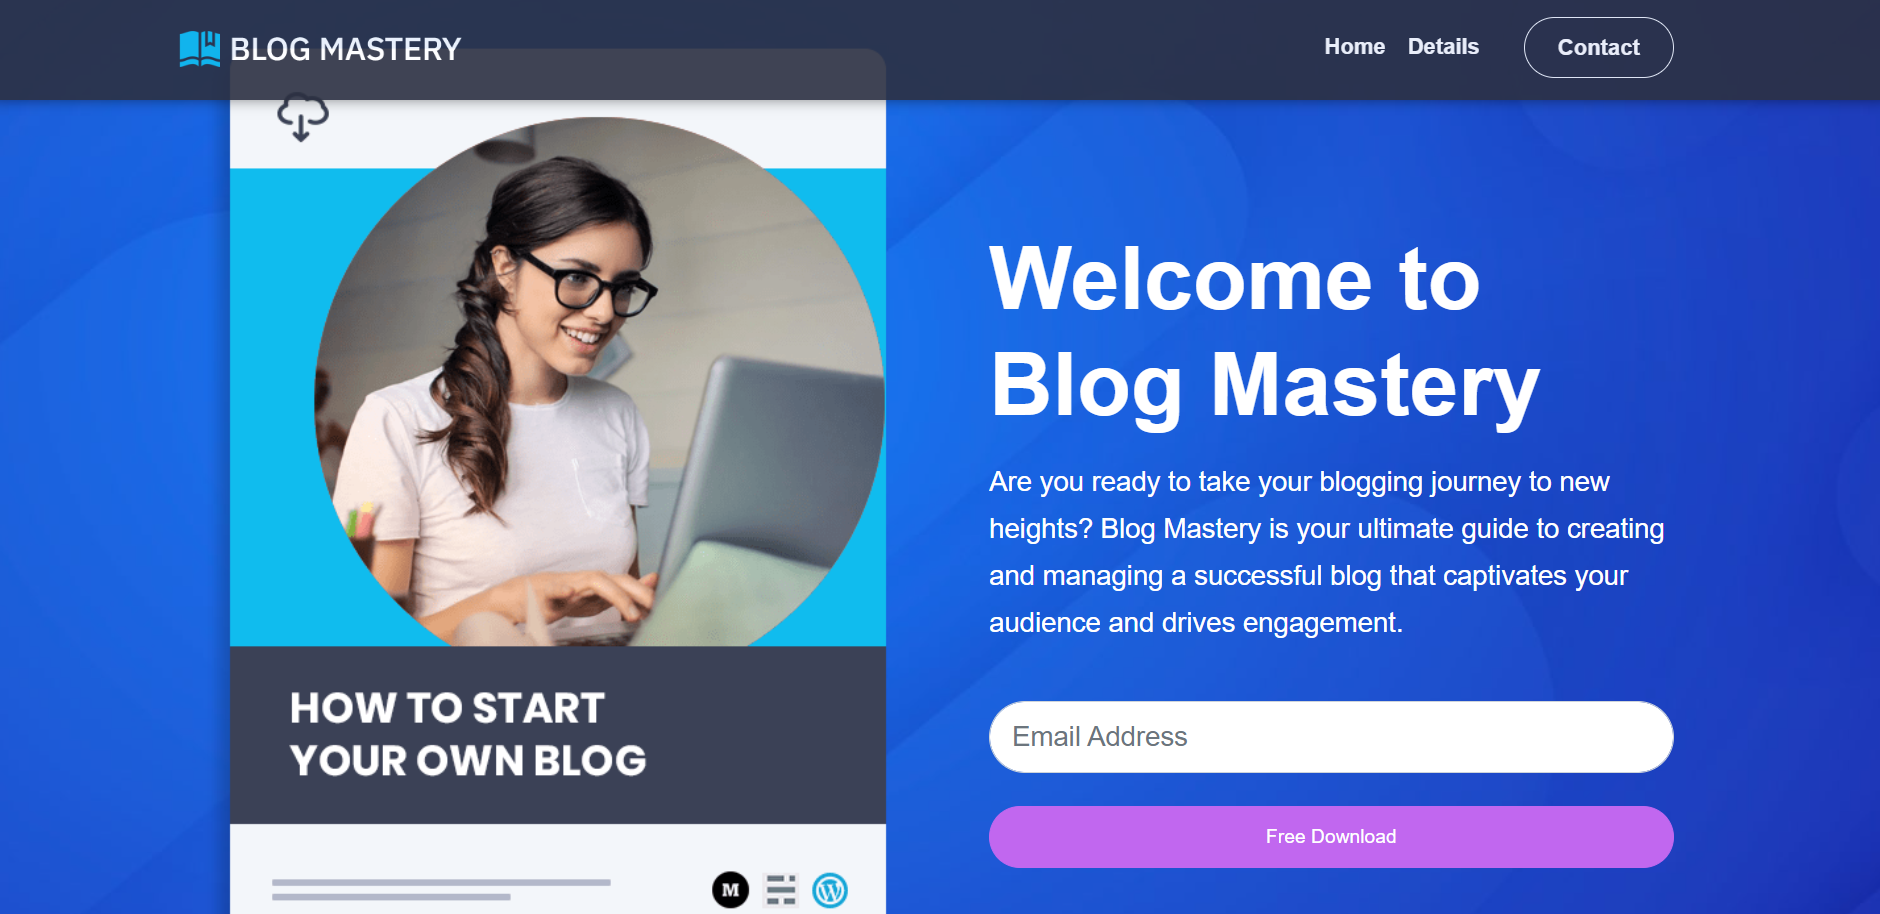 BLOG MASTERY
Home Details Contact
HOW TO START
YOUR OWN BLOG
M
W
Welcome to
Blog Mastery
Are you ready to take your blogging journey to new
heights? Blog Mastery is your ultimate guide to creating
and managing a successful blog that captivates your
audience and drives engagement.
Email Address
Free Download